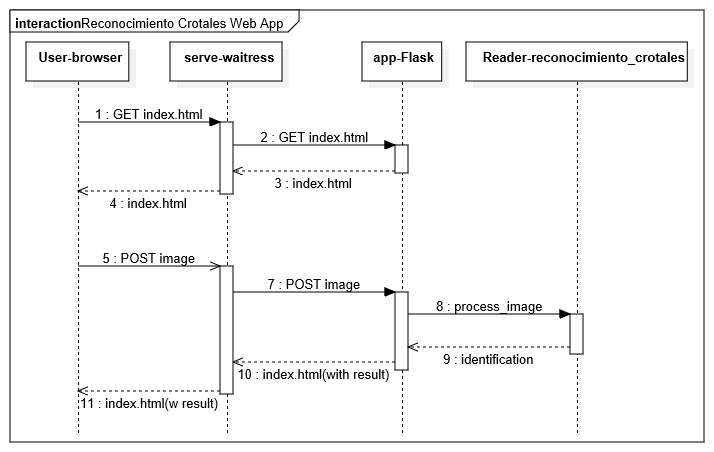 interactionReconocimiento Crotales Web App
User-browser
serve-waitress
app-Flask
Reader-reconocimiento_crotales
1 : GET index.html
2 : GET index.html
3 : index.html
4 : index.html
5 : POST image
7 : POST image
8 : process_image
9 : identification
10 : index.html(with result)
11 : index.html(w result)